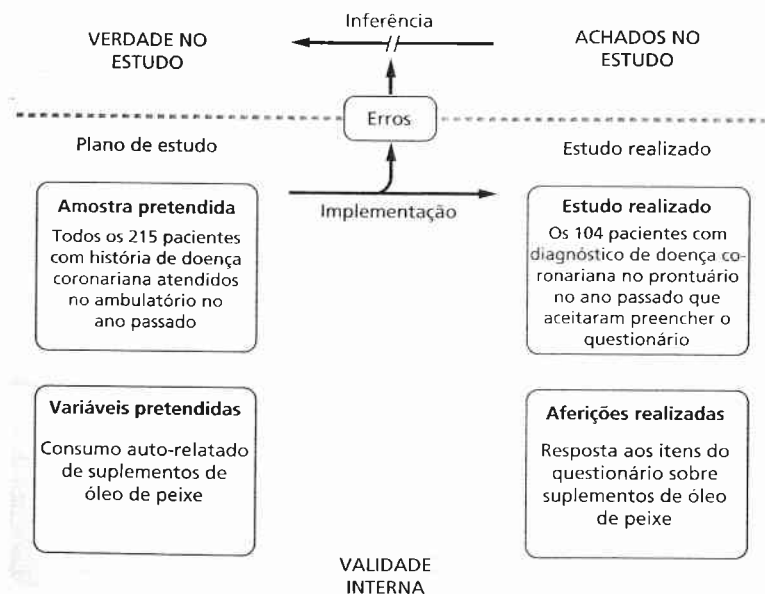 Inferência
VERDADE NO
ESTUDO
ACHADOS NO
ESTUDO
Erros
Plano de estudo
Estudo realizado
Implementação
Amostra pretendida
Todos os 215 pacientes
com história de doença
coronariana atendidos
no ambulatório no
ano passado
Estudo realizado
Os 104 pacientes com
diagnóstico de doença co-
ronariana no prontuário
no ano passado que
aceitaram preencher o
questionário
Variáveis pretendidas
Consumo auto-relatado
de suplementos de
óleo de peixe
Aferições realizadas
Resposta aos itens do
questionário sobre
suplementos de óleo
de peixe
VALIDADE
INTERNA